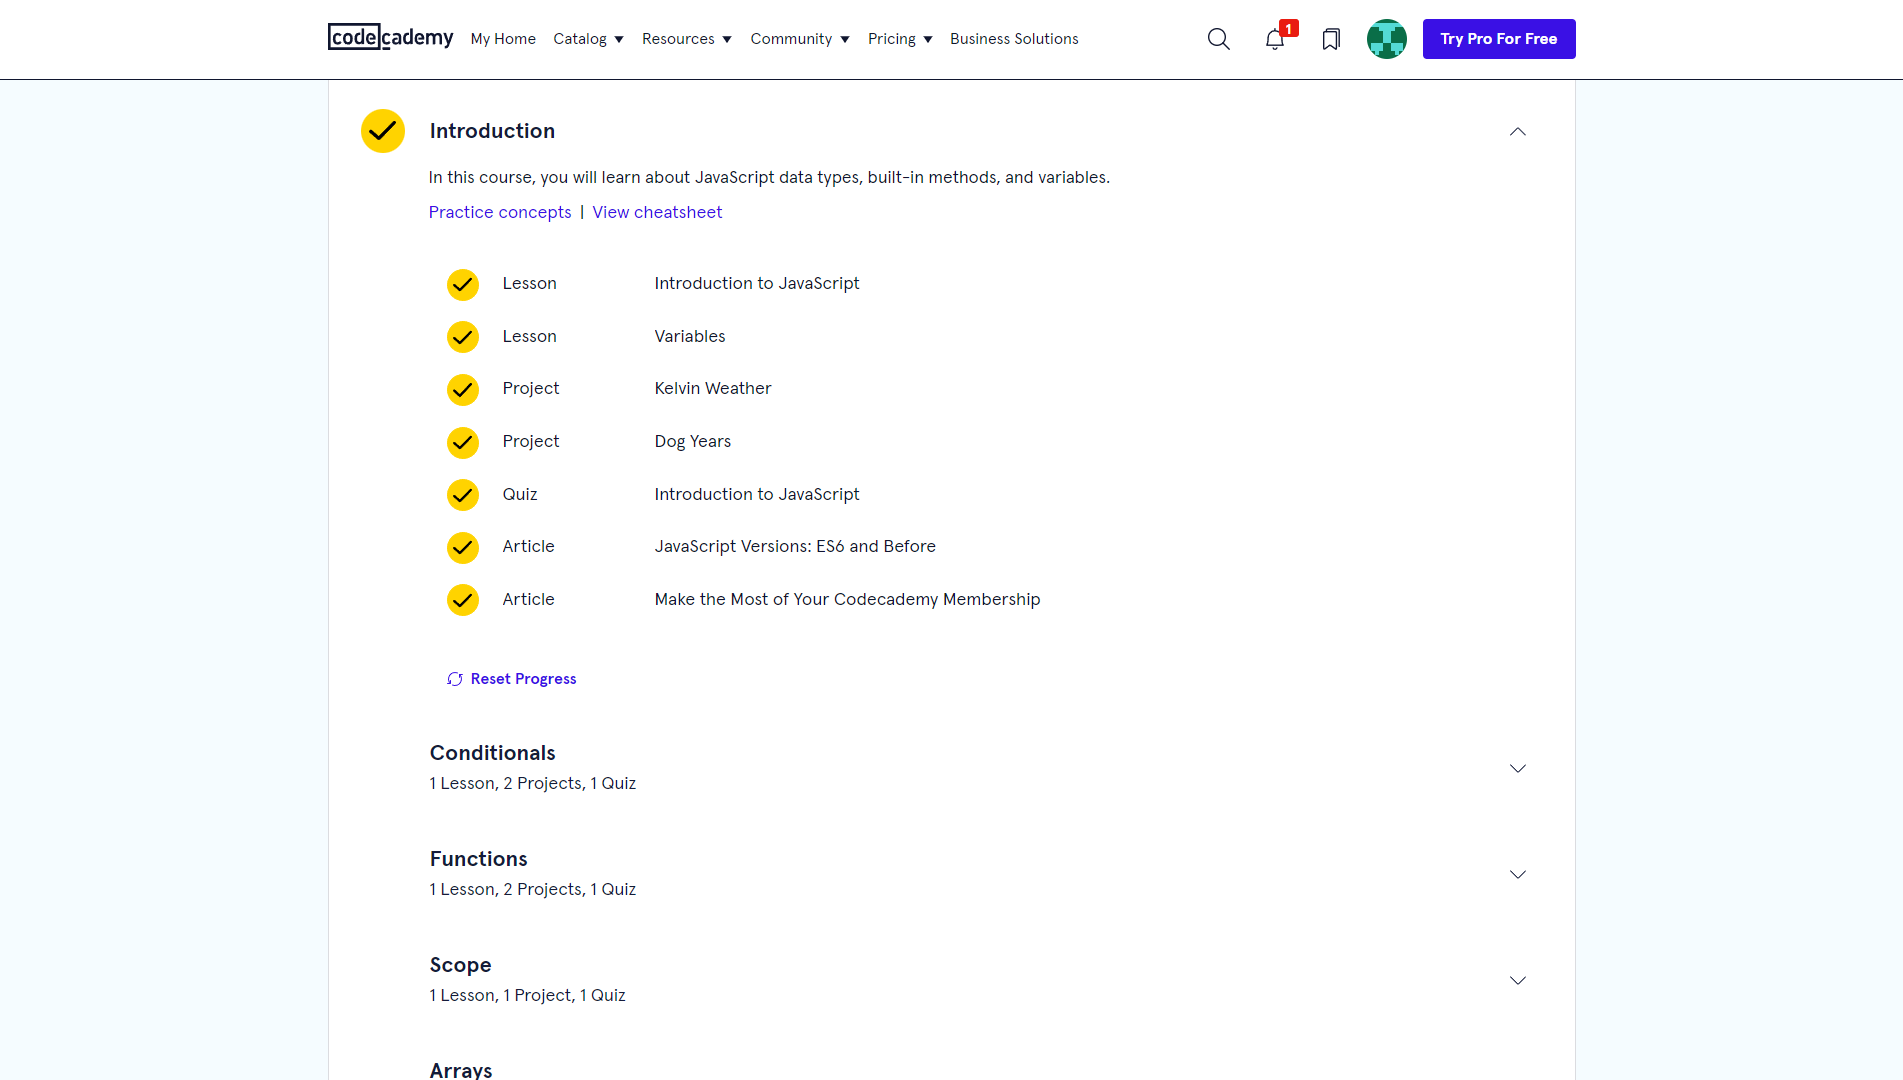 codecademy My Home Catalog Resources Community Pricing Business Solutions 1 Try Pro For Free
Introduction
In this course, you will learn about JavaScript data types, built-in methods, and variables.
Practice concepts | View cheatsheet
Lesson Introduction to JavaScript
Lesson Variables
Project Kelvin Weather
Project Dog Years
Quiz Introduction to JavaScript
Article JavaScript Versions: ES6 and Before
Article Make the Most of Your Codecademy Membership
Reset Progress
Conditionals
1 Lesson, 2 Projects, 1 Quiz
Functions
1 Lesson, 2 Projects, 1 Quiz
Scope
1 Lesson, 1 Project, 1 Quiz
Arrays